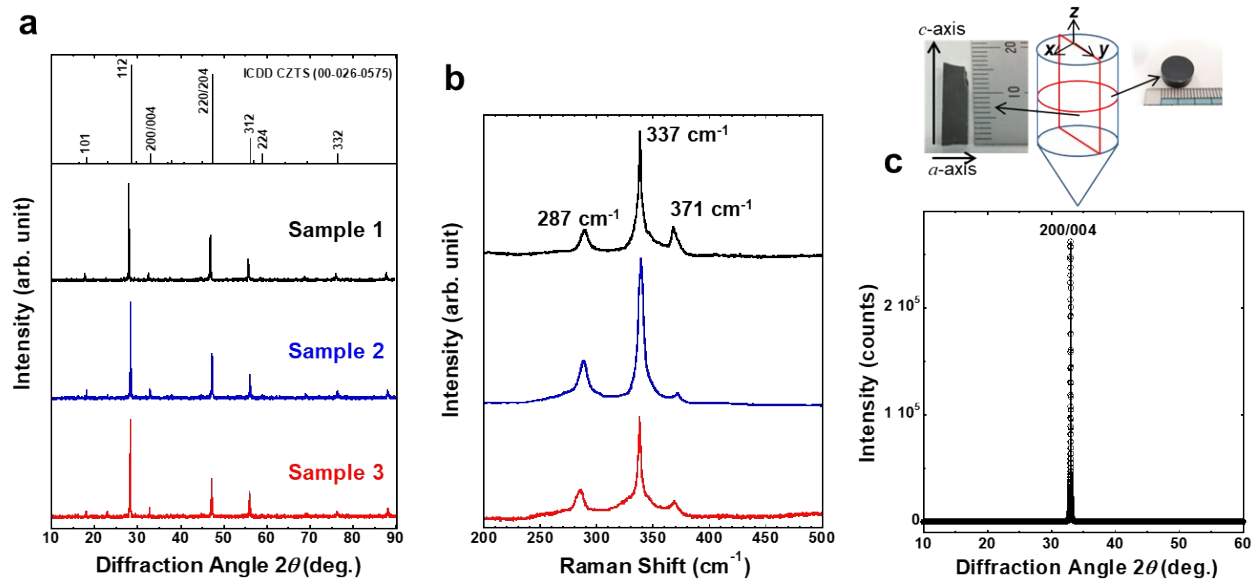 a
112
ICDD CZTS (00-026-0575)
220/204
101
200/004
312
224
332
Sample 1
Sample 2
Sample 3
Intensity (arb. unit)
10 20 30 40 50 60 70 80 90
Diffraction Angle 2θ (deg.)
b
337 cm⁻¹
287 cm⁻¹
371 cm⁻¹
Intensity (arb. unit)
200 250 300 350 400 450 500
Raman Shift (cm⁻¹)
c-axis
20
10
a-axis
z
x
y
c
200/004
2 10⁵
1 10⁵
0
Intensity (counts)
10 20 30 40 50 60
Diffraction Angle 2θ (deg.)